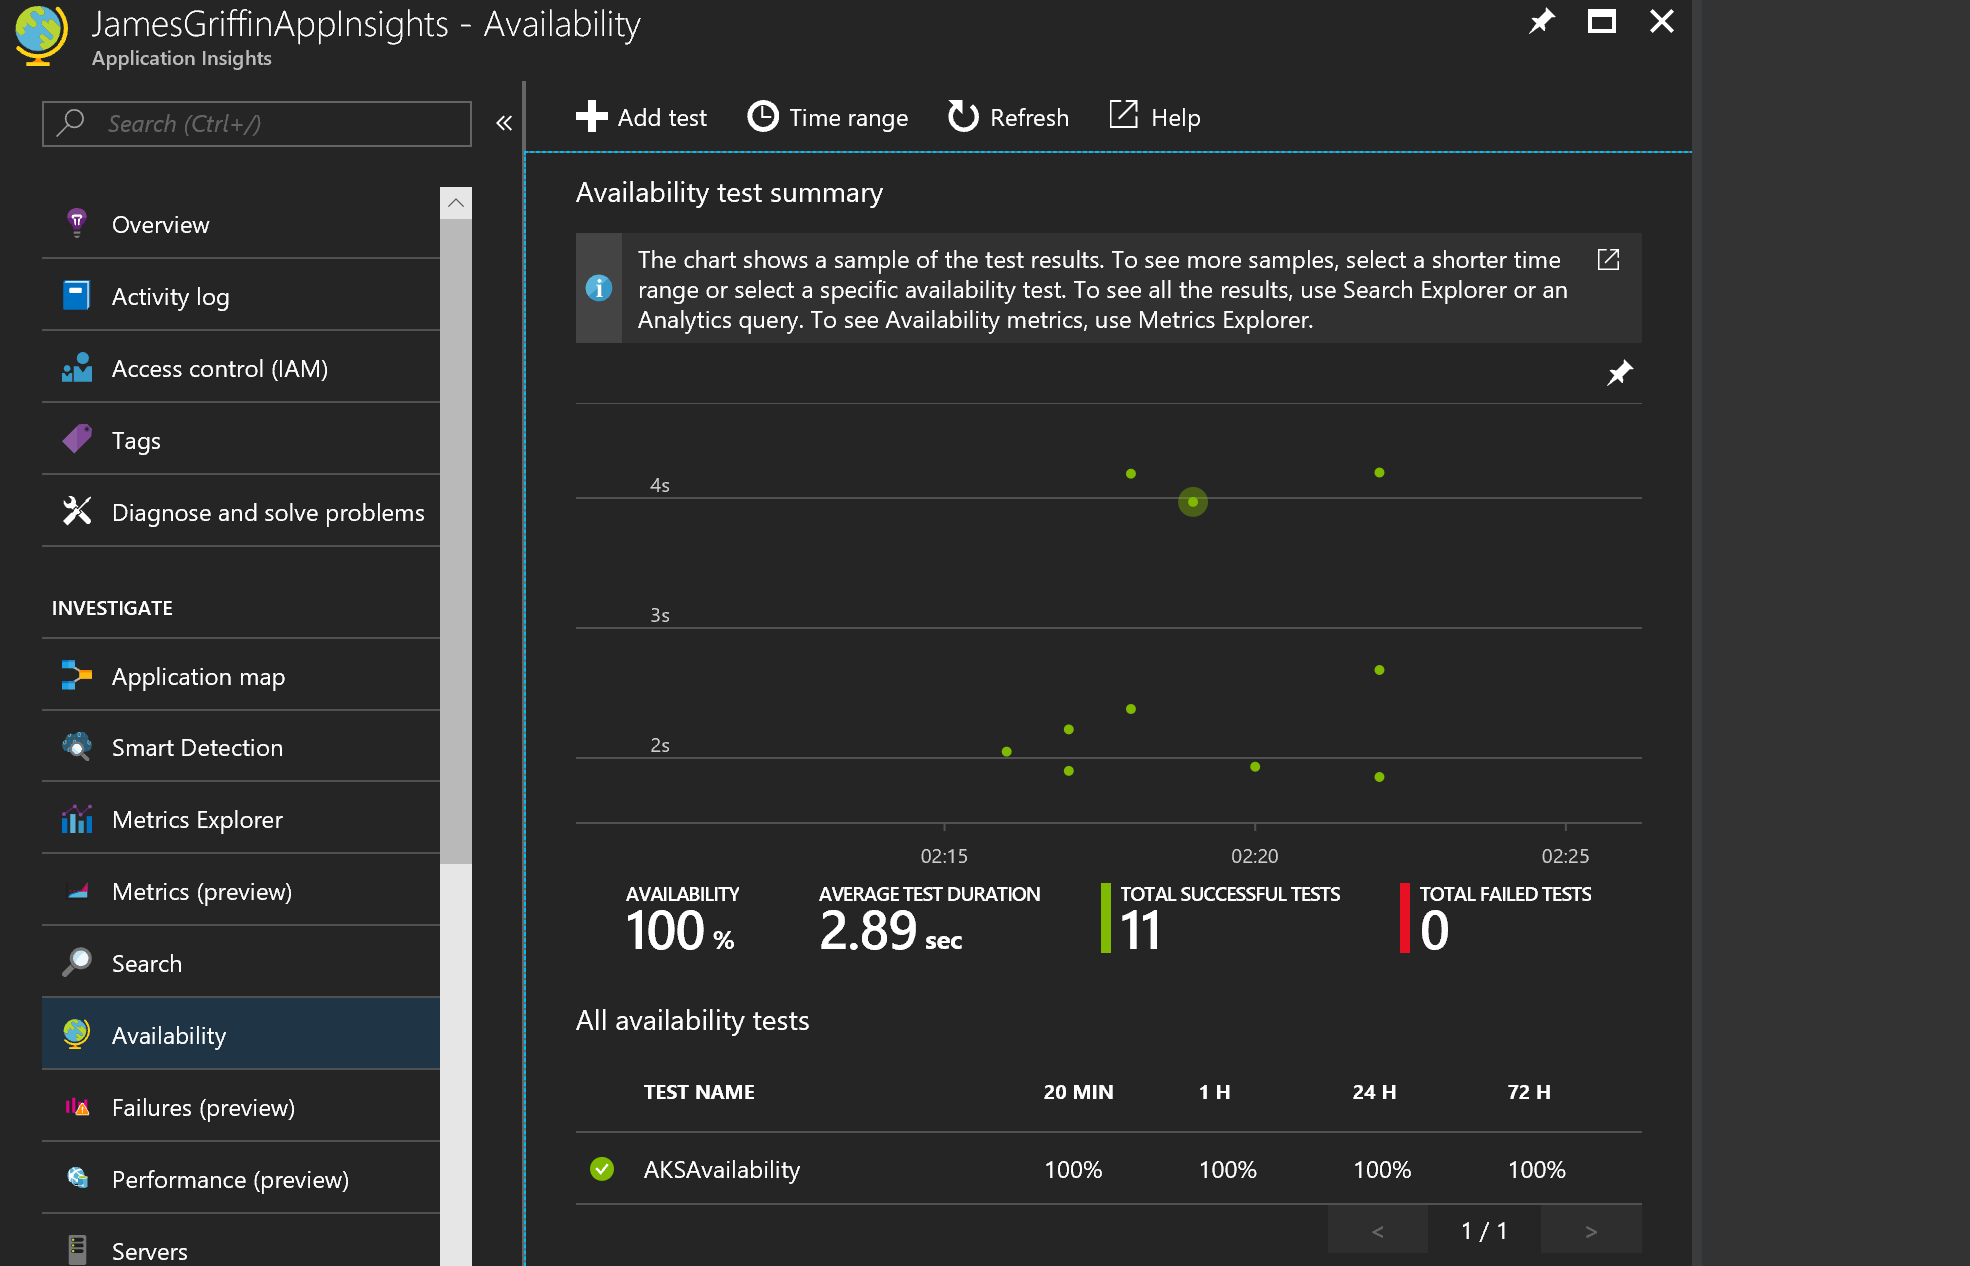 JamesGriffinAppInsights - Availability
Application Insights
Search (Ctrl+/)
«
Overview
Activity log
Access control (IAM)
Tags
Diagnose and solve problems
INVESTIGATE
Application map
Smart Detection
Metrics Explorer
Metrics (preview)
Search
Availability
Failures (preview)
Performance (preview)
Servers
Add test
Time range
Refresh
Help
Availability test summary
The chart shows a sample of the test results. To see more samples, select a shorter time
range or select a specific availability test. To see all the results, use Search Explorer or an
Analytics query. To see Availability metrics, use Metrics Explorer.
4s
3s
2s
02:15 02:20 02:25
AVAILABILITY
100 %
AVERAGE TEST DURATION
2.89 sec
TOTAL SUCCESSFUL TESTS
11
TOTAL FAILED TESTS
0
All availability tests
TEST NAME 20 MIN 1 H 24 H 72 H
AKSAvailability 100% 100% 100% 100%
< 1 / 1 >